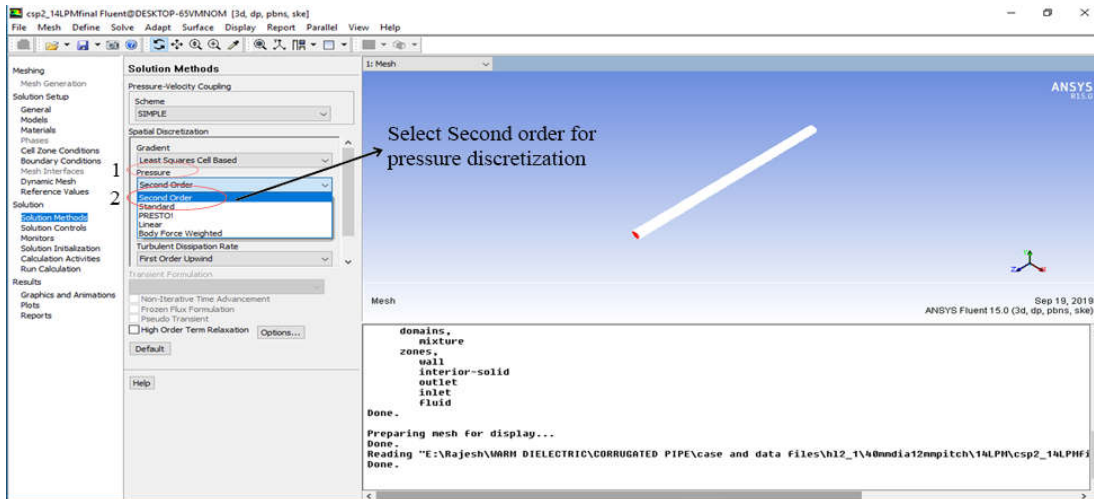 csp2_14LPMfinal Fluent@DESKTOP-65VMNOM [3d, dp, pbns, ske]
File Mesh Define Solve Adapt Surface Display Report Parallel View Help
Meshing
Mesh Generation
Solution Setup
General
Models
Materials
Phases
Cell Zone Conditions
Boundary Conditions
Mesh Interfaces
Dynamic Mesh
Reference Values
Solution
Solution Methods
Solution Controls
Monitors
Solution Initialization
Calculation Activities
Run Calculation
Results
Graphics and Animations
Plots
Reports
Solution Methods
Pressure-Velocity Coupling
Scheme
SIMPLE
Spatial Discretization
Gradient
Least Squares Cell Based
1
Pressure
Second Order
2
Second Order
Standard
PRESTO!
Linear
Body Force Weighted
Turbulent Dissipation Rate
First Order Upwind
Transient Formulation
Non-Iterative Time Advancement
Frozen Flux Formulation
Pseudo Transient
High Order Term Relaxation Options...
Default
Help
1: Mesh
ANSYS
R15.0
Select Second order for
pressure discretization
Y
Z
X
Mesh
Sep 19, 2019
ANSYS Fluent 15.0 (3d, dp, pbns, ske)
domains,
mixture
zones,
wall
interior-solid
outlet
inlet
fluid
Done.
Preparing mesh for display...
Done.
Reading "E:\Rajesh\WARM DIELECTRIC\CORRUGATED PIPE\case and data files\hl2_1\40mmdia12mmpitch\14LPM\csp2_14LPMfi
Done.